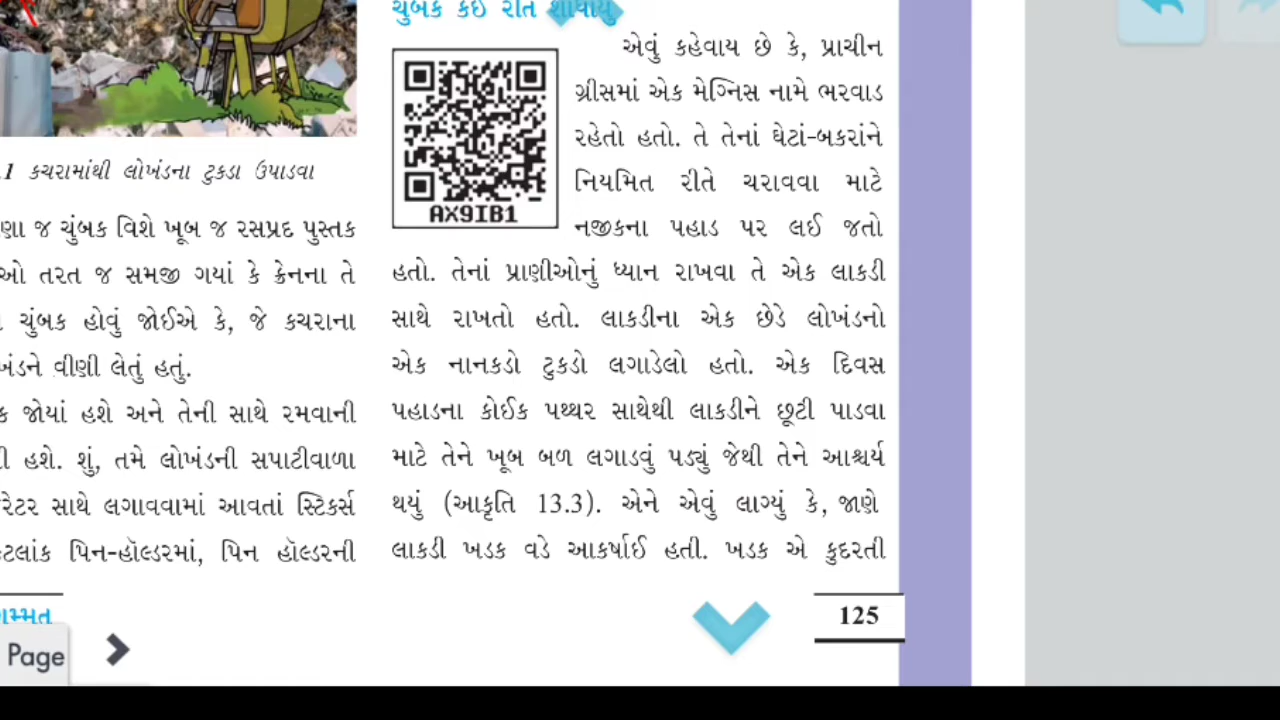 .1 કચરામાંથી લોખંડના ટુકડા ઉપાડવા
ણા જ ચુંબક વિશે ખૂબ જ રસપ્રદ પુસ્તક
ઓ તરત જ સમજી ગયાં કે ક્રેનના તે
ચુંબક હોવું જોઈએ કે, જે કચરાના
ખંડને વીણી લેતું હતું.
ક જોયાં હશે અને તેની સાથે રમવાની
ી હશે. શું, તમે લોખંડની સપાટીવાળા
રેટર સાથે લગાવવામાં આવતાં સ્ટિકર્સ
ટલાંક પિન-હૉલ્ડરમાં, પિન હૉલ્ડરની
ગમ્મત
Page
ચુંબક કઈ રીતે શોધાયું
AX9IB1
એવું કહેવાય છે કે, પ્રાચીન
ગ્રીસમાં એક મેગ્નિસ નામે ભરવાડ
રહેતો હતો. તે તેનાં ઘેટાં-બકરાંને
નિયમિત રીતે ચરાવવા માટે
નજીકના પહાડ પર લઈ જતો
હતો. તેનાં પ્રાણીઓનું ધ્યાન રાખવા તે એક લાકડી
સાથે રાખતો હતો. લાકડીના એક છેડે લોખંડનો
એક નાનકડો ટુકડો લગાડેલો હતો. એક દિવસ
પહાડના કોઈક પથ્થર સાથેથી લાકડીને છૂટી પાડવા
માટે તેને ખૂબ બળ લગાડવું પડ્યું જેથી તેને આશ્ચર્ય
થયું (આકૃતિ 13.3). એને એવું લાગ્યું કે, જાણે
લાકડી ખડક વડે આકર્ષાઈ હતી. ખડક એ કુદરતી
125